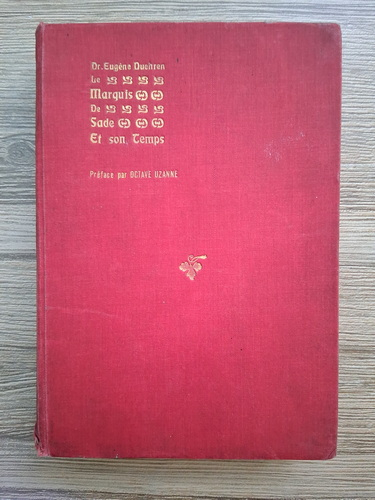 Dr. Eugène Duehren
Le
Marquis
De
Sade
Et son Temps
Préface par OCTAVE UZANNE